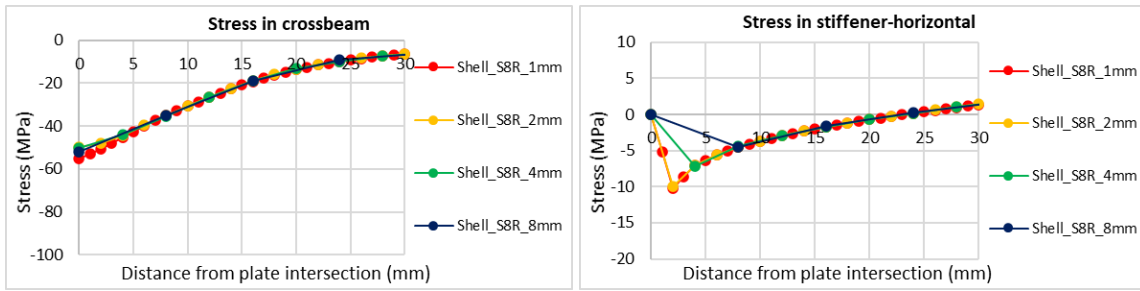 Stress in crossbeam
0
0 5 10 15 20 25 30
-20
-40
-60
-80
-100
Stress (MPa)
Distance from plate intersection (mm)
Shell_S8R_1mm
Shell_S8R_2mm
Shell_S8R_4mm
Shell_S8R_8mm
Stress in stiffener-horizontal
10
5
0
0 5 10 15 20 25 30
-5
-10
-15
-20
Stress (MPa)
Distance from plate intersection (mm)
Shell_S8R_1mm
Shell_S8R_2mm
Shell_S8R_4mm
Shell_S8R_8mm